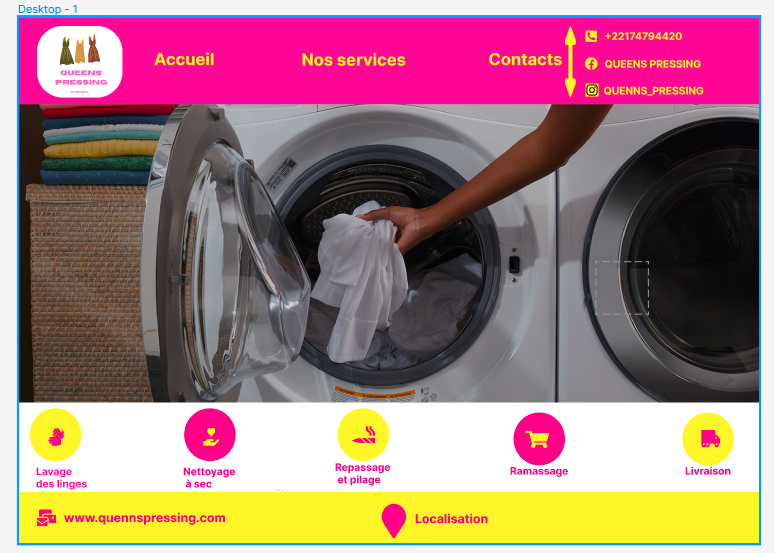 Desktop - 1
QUEENS
PRESSING
Accueil
Nos services
Contacts
+22174794420
QUEENS PRESSING
QUENNS_PRESSING
Lavage
des linges
Nettoyage
à sec
Repassage
et pilage
Ramassage
Livraison
www.quennspressing.com
Localisation